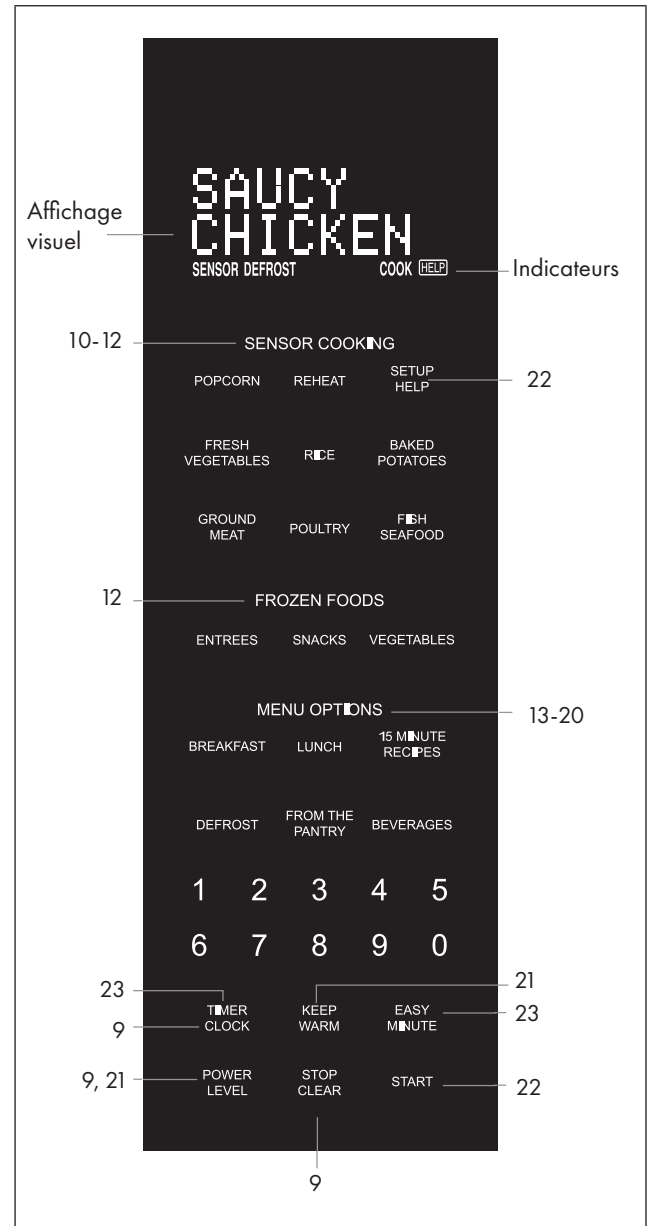 SAUCY
Affichage
visuel
CHICKEN
SENSOR DEFROST COOK HELP
Indicateurs
10-12 SENSOR COOKING
POPCORN REHEAT SETUP
HELP 22
FRESH
VEGETABLES
RICE
BAKED
POTATOES
GROUND
MEAT
POULTRY
FISH
SEAFOOD
12 FROZEN FOODS
ENTREES SNACKS VEGETABLES
MENU OPTIONS 13-20
BREAKFAST LUNCH
15 MINUTE
RECIPES
DEFROST
FROM THE
PANTRY
BEVERAGES
1 2 3 4 5
6 7 8 9 0
23
TIMER
9 CLOCK
21
KEEP
WARM
EASY
MINUTE
23
9, 21
POWER
LEVEL
STOP
CLEAR
START 22
9